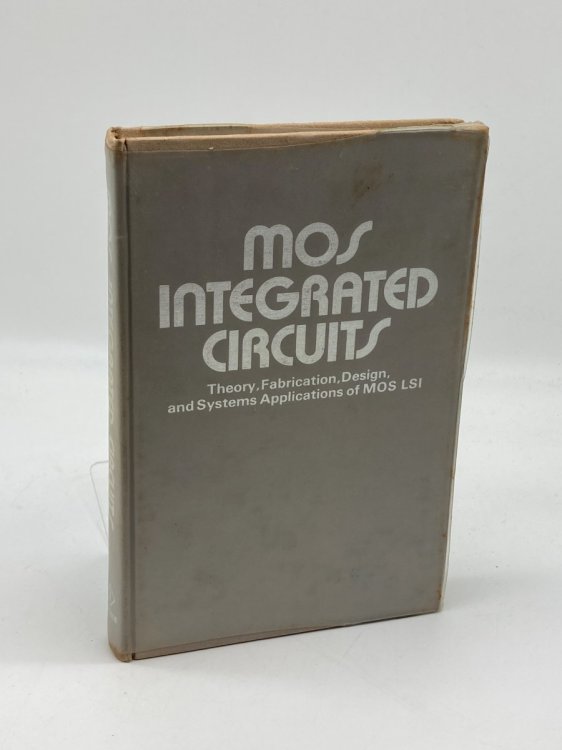 MOS
INTEGRATED
CIRCUITS
Theory, Fabrication, Design,
and Systems Applications of MOS LSI